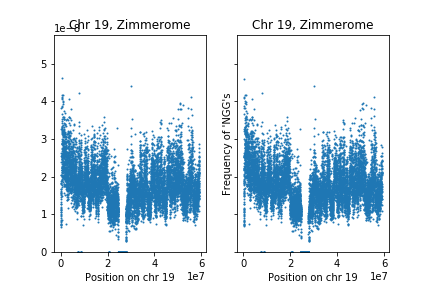 Chr 19, Zimmerome
Chr 19, Zimmerome
1e−8
5
4
3
2
1
0
0
2
4
6
1e7
Position on chr 19
Frequency of 'NGG's
0
2
4
6
1e7
Position on chr 19